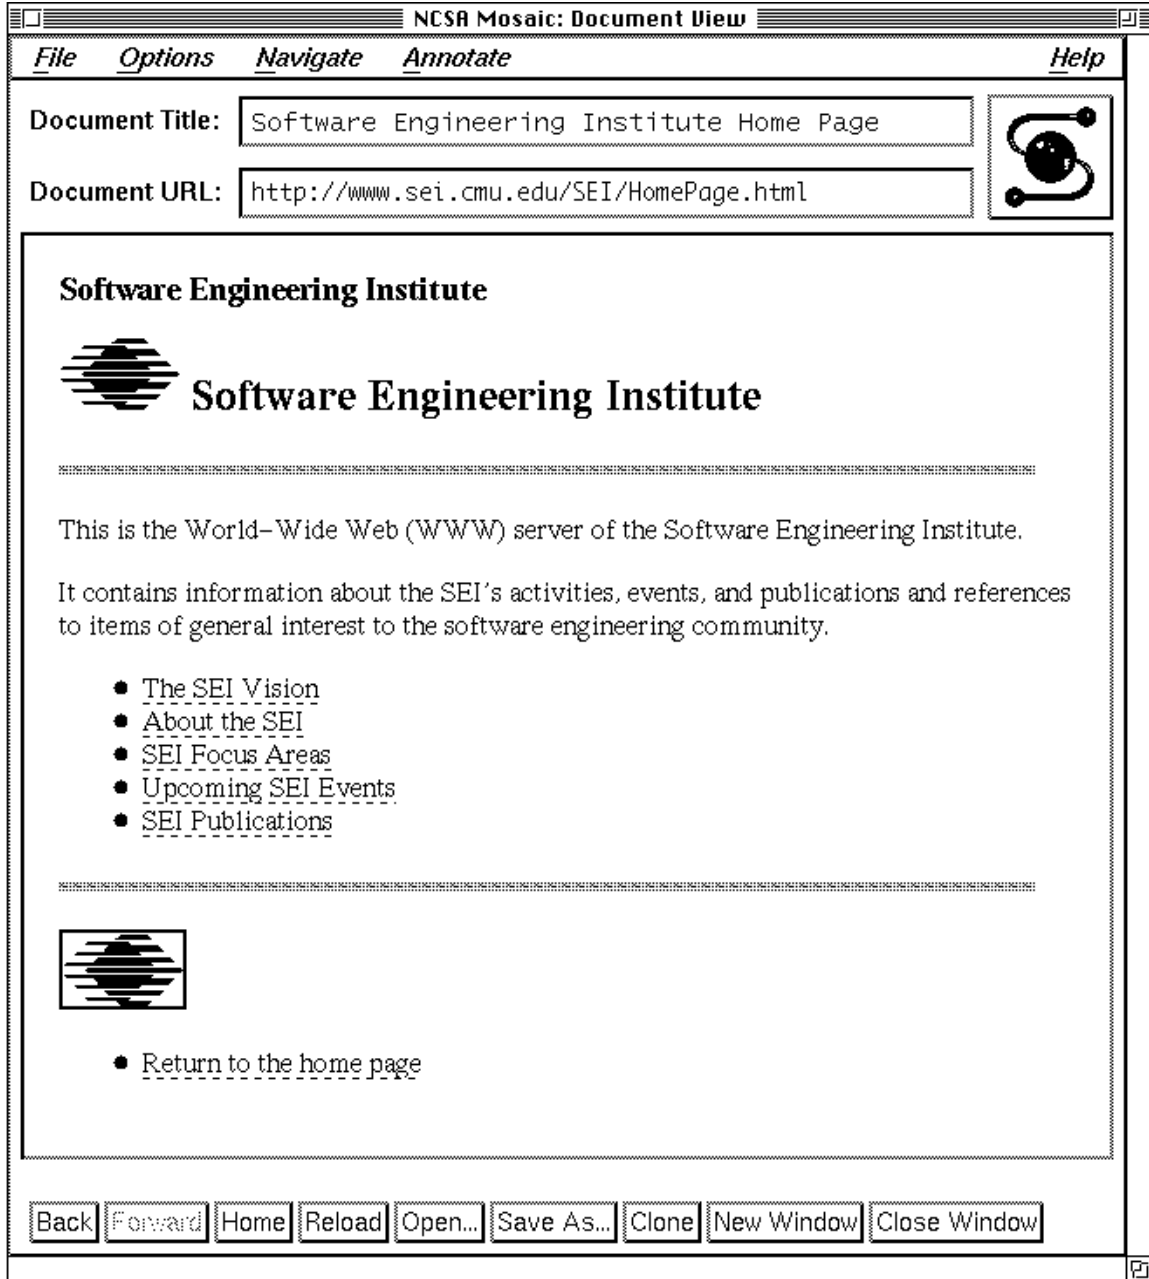 NCSA Mosaic: Document View
File Options Navigate Annotate Help
Document Title: Software Engineering Institute Home Page
Document URL: http://www.sei.cmu.edu/SEI/HomePage.html
Software Engineering Institute
Software Engineering Institute
This is the World-Wide Web (WWW) server of the Software Engineering Institute.
It contains information about the SEI's activities, events, and publications and references
to items of general interest to the software engineering community.
The SEI Vision
About the SEI
SEI Focus Areas
Upcoming SEI Events
SEI Publications
Return to the home page
Back Forward Home Reload Open... Save As... Clone New Window Close Window